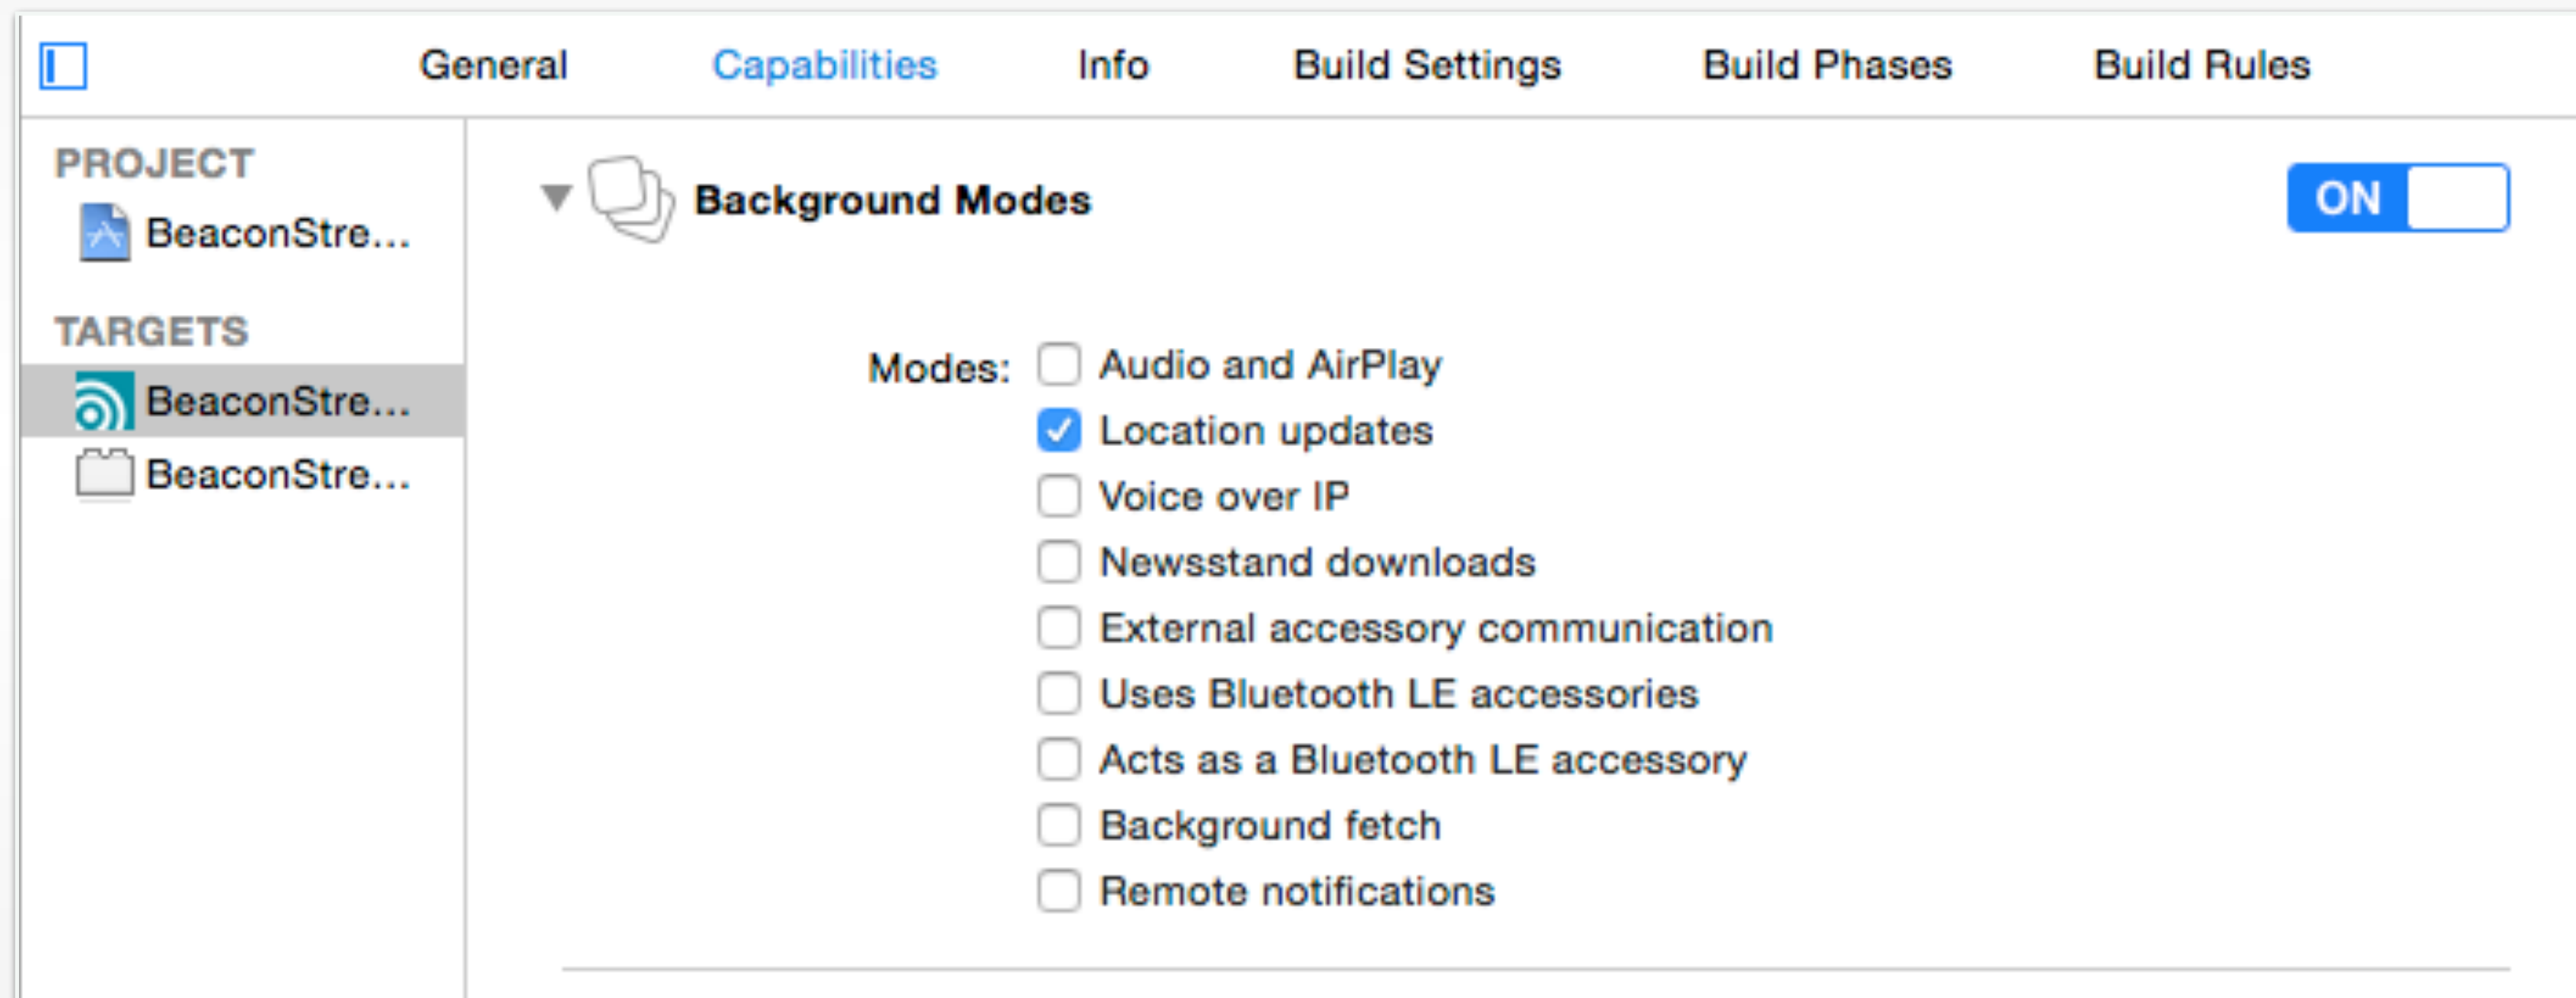 General Capabilities Info Build Settings Build Phases Build Rules
PROJECT
BeaconStre...
TARGETS
BeaconStre...
BeaconStre...
Background Modes
ON
Modes:
Audio and AirPlay
Location updates
Voice over IP
Newsstand downloads
External accessory communication
Uses Bluetooth LE accessories
Acts as a Bluetooth LE accessory
Background fetch
Remote notifications